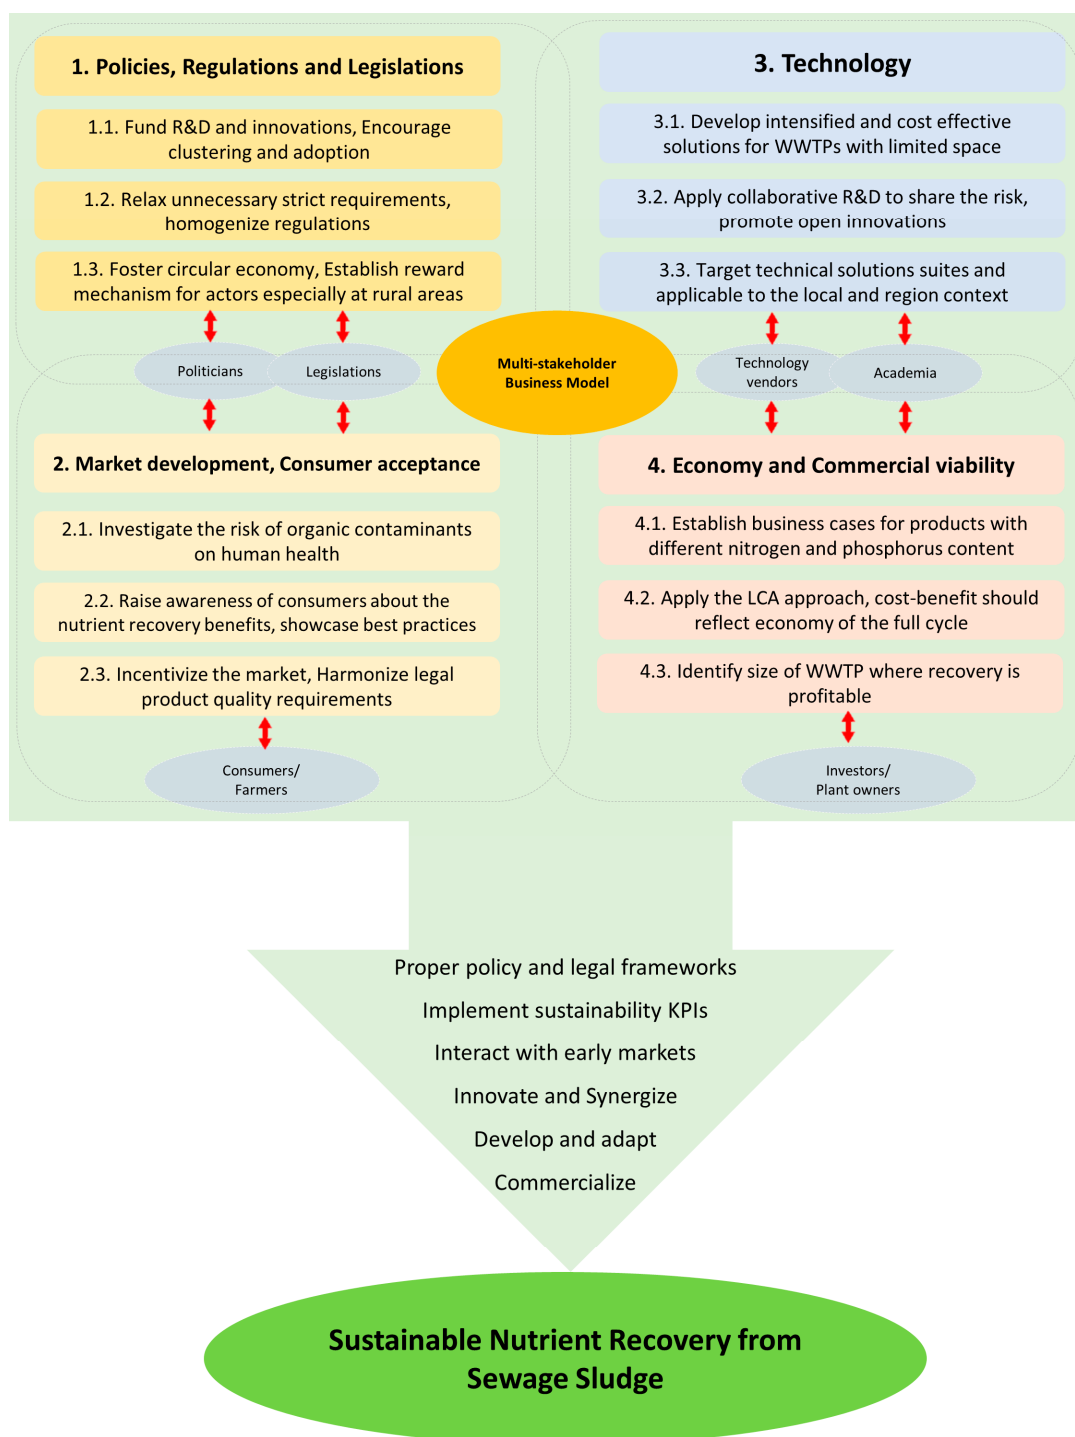 1. Policies, Regulations and Legislations
1.1. Fund R&D and innovations, Encourage
clustering and adoption
1.2. Relax unnecessary strict requirements,
homogenize regulations
1.3. Foster circular economy, Establish reward
mechanism for actors especially at rural areas
Politicians
Legislations
2. Market development, Consumer acceptance
2.1. Investigate the risk of organic contaminants
on human health
2.2. Raise awareness of consumers about the
nutrient recovery benefits, showcase best practices
2.3. Incentivize the market, Harmonize legal
product quality requirements
Consumers/
Farmers
Multi-stakeholder
Business Model
3. Technology
3.1. Develop intensified and cost effective
solutions for WWTPs with limited space
3.2. Apply collaborative R&D to share the risk,
promote open innovations
3.3. Target technical solutions suites and
applicable to the local and region context
Technology
vendors
Academia
4. Economy and Commercial viability
4.1. Establish business cases for products with
different nitrogen and phosphorus content
4.2. Apply the LCA approach, cost-benefit should
reflect economy of the full cycle
4.3. Identify size of WWTP where recovery is
profitable
Investors/
Plant owners
Proper policy and legal frameworks
Implement sustainability KPIs
Interact with early markets
Innovate and Synergize
Develop and adapt
Commercialize
Sustainable Nutrient Recovery from
Sewage Sludge